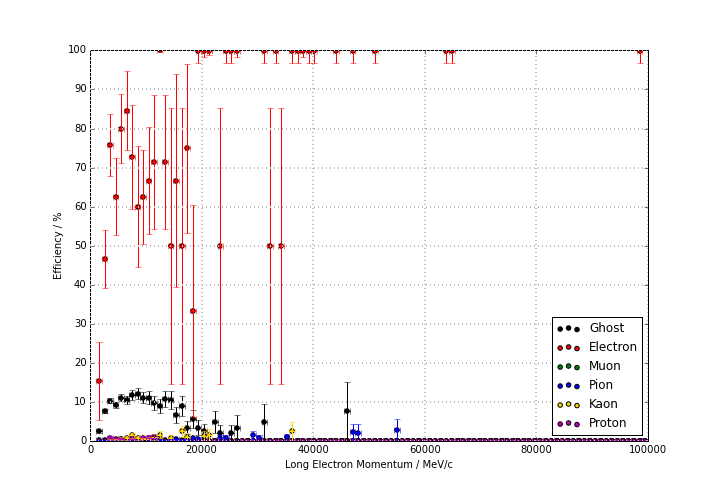 100
90
80
70
60
50
40
30
20
10
0
Efficiency / %
0 20000 40000 60000 80000 100000
Long Electron Momentum / MeV/c
Ghost
Electron
Muon
Pion
Kaon
Proton